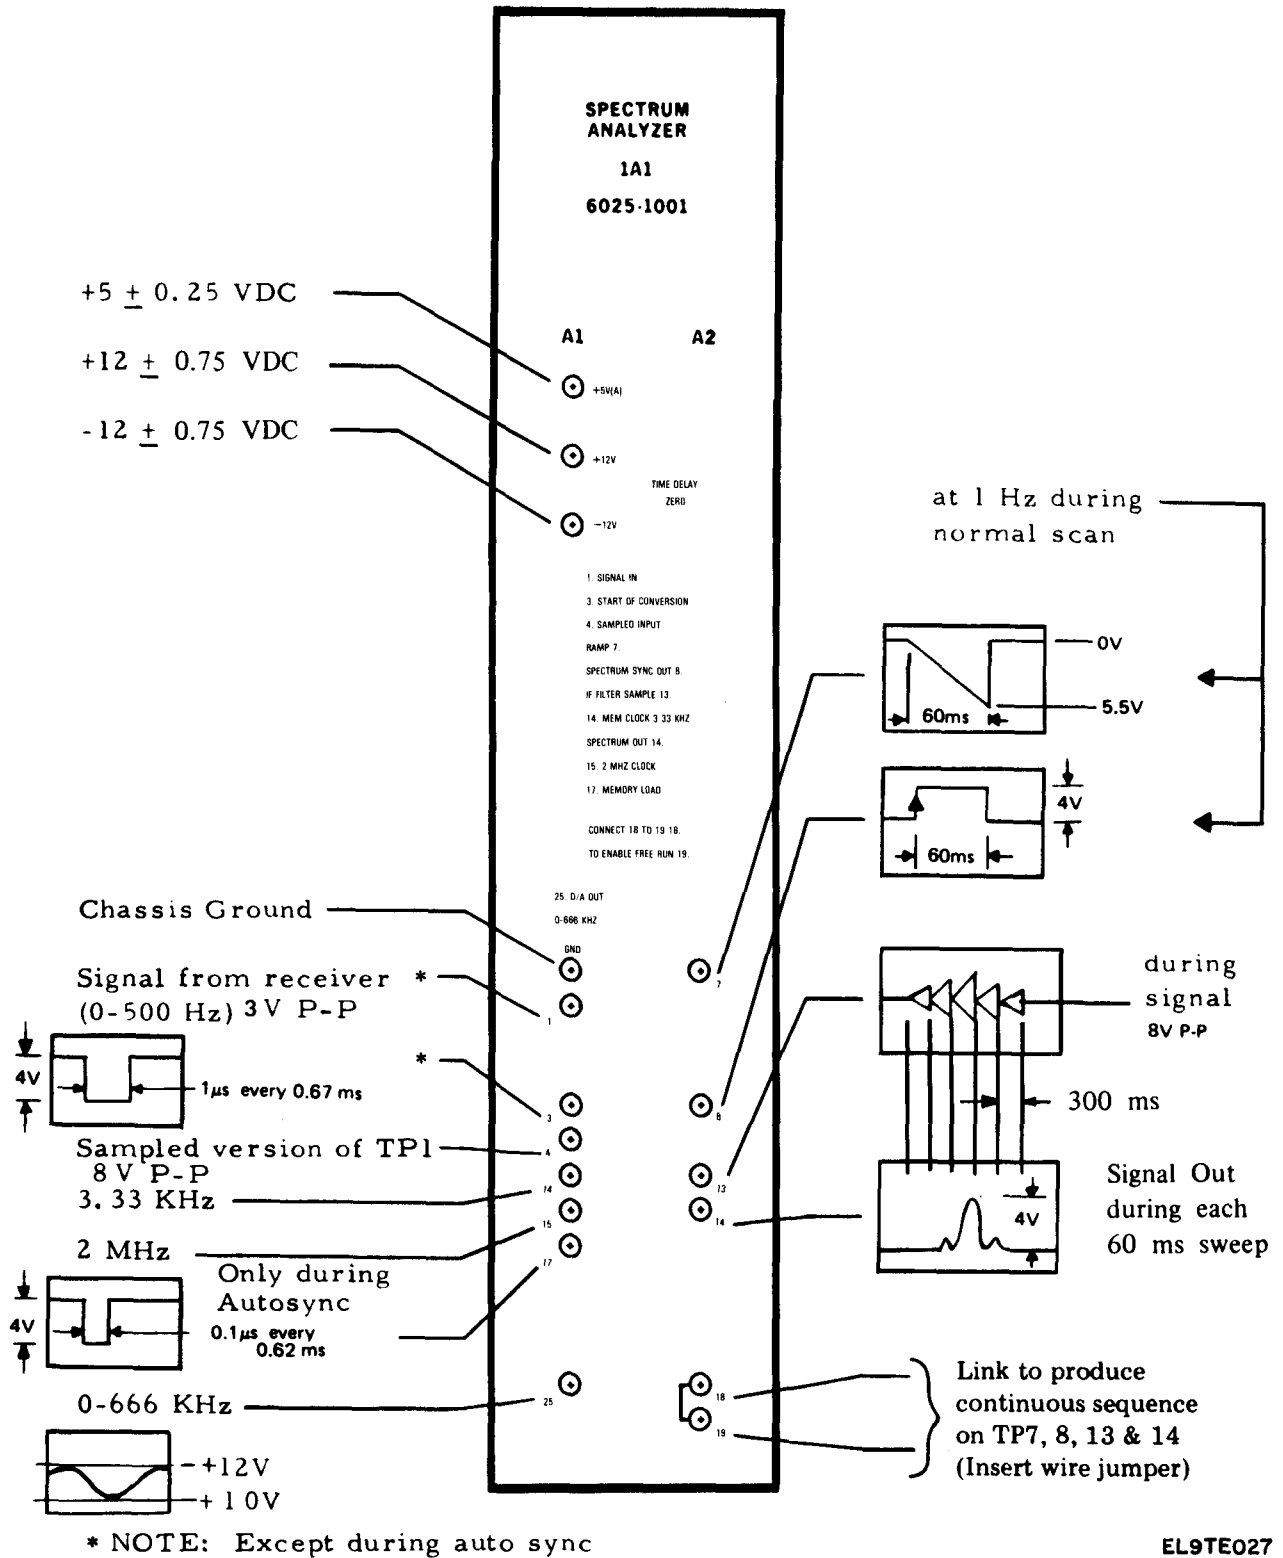 SPECTRUM
ANALYZER
1A1
6025-1001
+5 ± 0.25 VDC
+12 ± 0.75 VDC
-12 ± 0.75 VDC
A1
A2
+5V(A)
+12V
-12V
TIME DELAY
ZERO
1. SIGNAL IN
3. START OF CONVERSION
4. SAMPLED INPUT
RAMP 7.
SPECTRUM SYNC OUT 8.
IF FILTER SAMPLE 13.
14. MEM CLOCK 3 33 KHZ
SPECTRUM OUT 14.
15. 2 MHZ CLOCK
17. MEMORY LOAD
CONNECT 18 TO 19 18.
TO ENABLE FREE RUN 19.
25. D/A OUT
0-666 KHZ
GND
at 1 Hz during
normal scan
0V
5.5V
60ms
4V
60ms
Chassis Ground
Signal from receiver *
(0-500 Hz) 3V P-P
*
4V
1µs every 0.67 ms
Sampled version of TP1
8V P-P
3.33 KHz
2 MHz
Only during
Autosync
4V
0.1µs every
0.62 ms
0-666 KHz
+12V
+10V
1
3
4
14
15
17
25
7
8
13
14
18
19
during
signal
8V P-P
300 ms
4V
Signal Out
during each
60 ms sweep
Link to produce
continuous sequence
on TP7, 8, 13 & 14
(Insert wire jumper)
* NOTE: Except during auto sync
EL9TE027